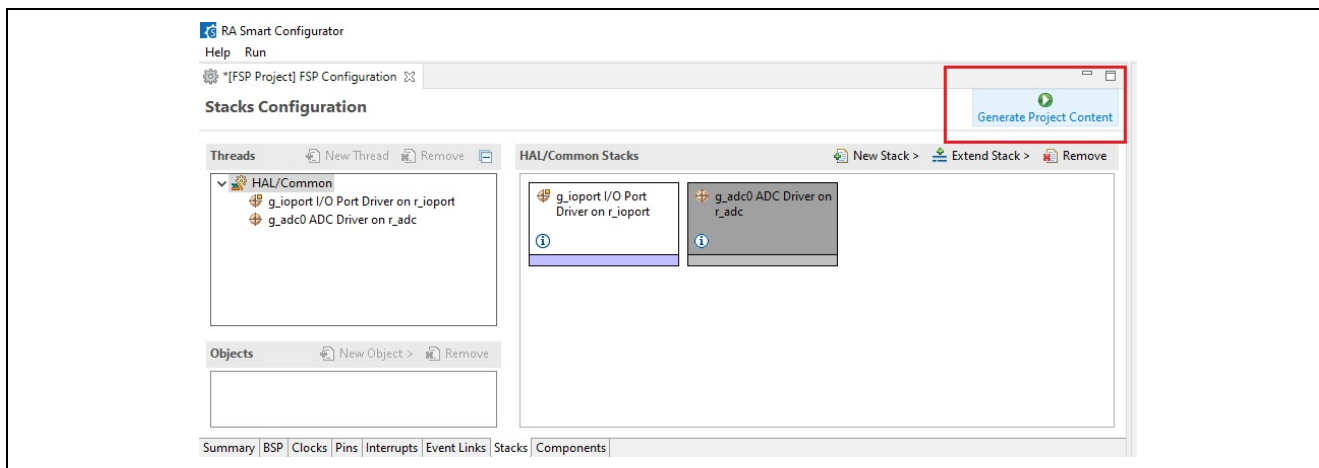 RA Smart Configurator
Help Run
*[FSP Project] FSP Configuration
Stacks Configuration
Generate Project Content
Threads New Thread Remove
HAL/Common
g_ioport I/O Port Driver on r_ioport
g_adc0 ADC Driver on r_adc
HAL/Common Stacks New Stack > Extend Stack > Remove
g_ioport I/O Port
Driver on r_ioport
g_adc0 ADC Driver on
r_adc
Objects New Object > Remove
Summary BSP Clocks Pins Interrupts Event Links Stacks Components